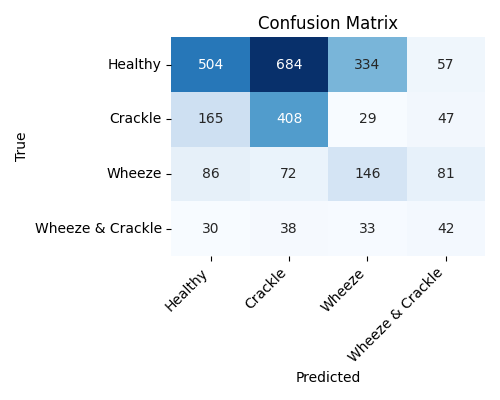 Confusion Matrix
True
Healthy 504 684 334 57
Crackle 165 408 29 47
Wheeze 86 72 146 81
Wheeze & Crackle 30 38 33 42
Healthy Crackle Wheeze Wheeze & Crackle
Predicted